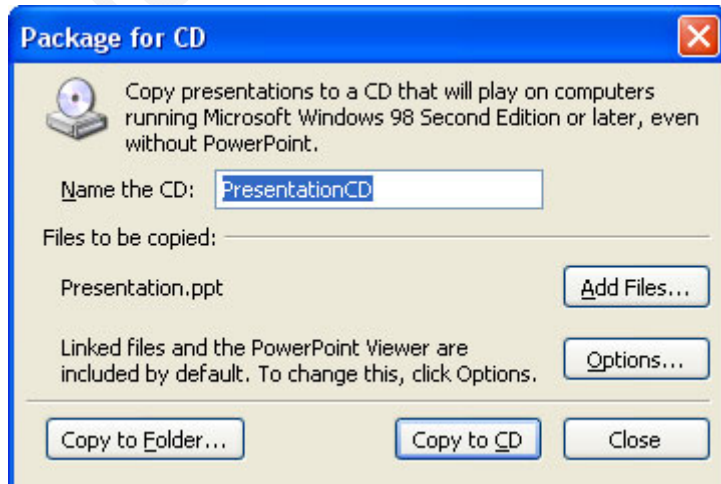 Package for CD
Copy presentations to a CD that will play on computers
running Microsoft Windows 98 Second Edition or later, even
without PowerPoint.
Name the CD: PresentationCD
Files to be copied:
Presentation.ppt Add Files...
Linked files and the PowerPoint Viewer are
included by default. To change this, click Options. Options...
Copy to Folder... Copy to CD Close